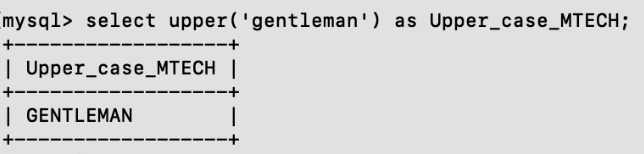 mysql> select upper('gentleman') as Upper_case_MTECH;
+------------------+
| Upper_case_MTECH |
+------------------+
| GENTLEMAN        |
+------------------+